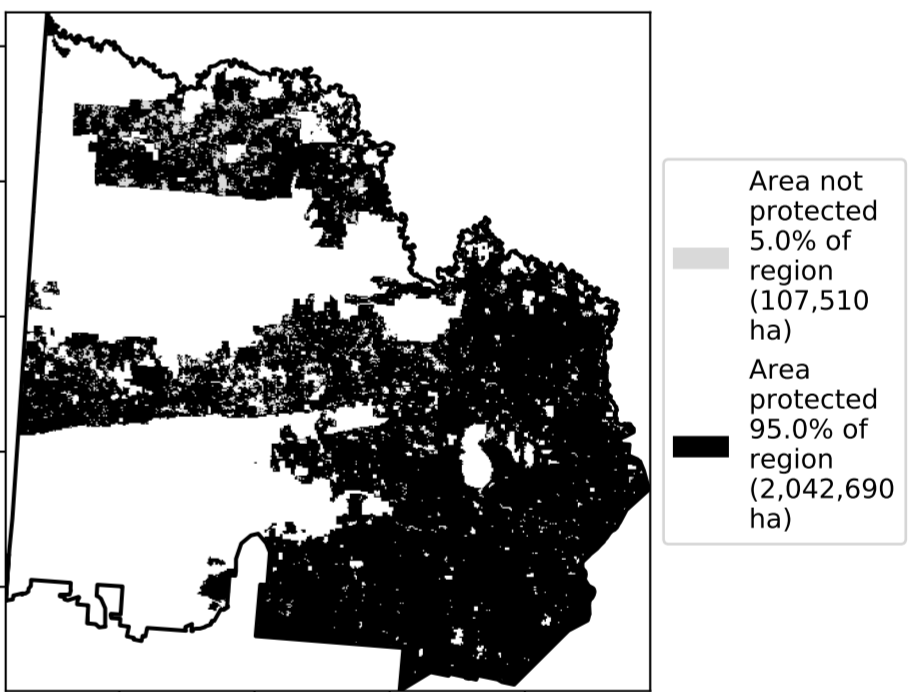 Area not
protected
5.0% of
region
(107,510
ha)
Area
protected
95.0% of
region
(2,042,690
ha)